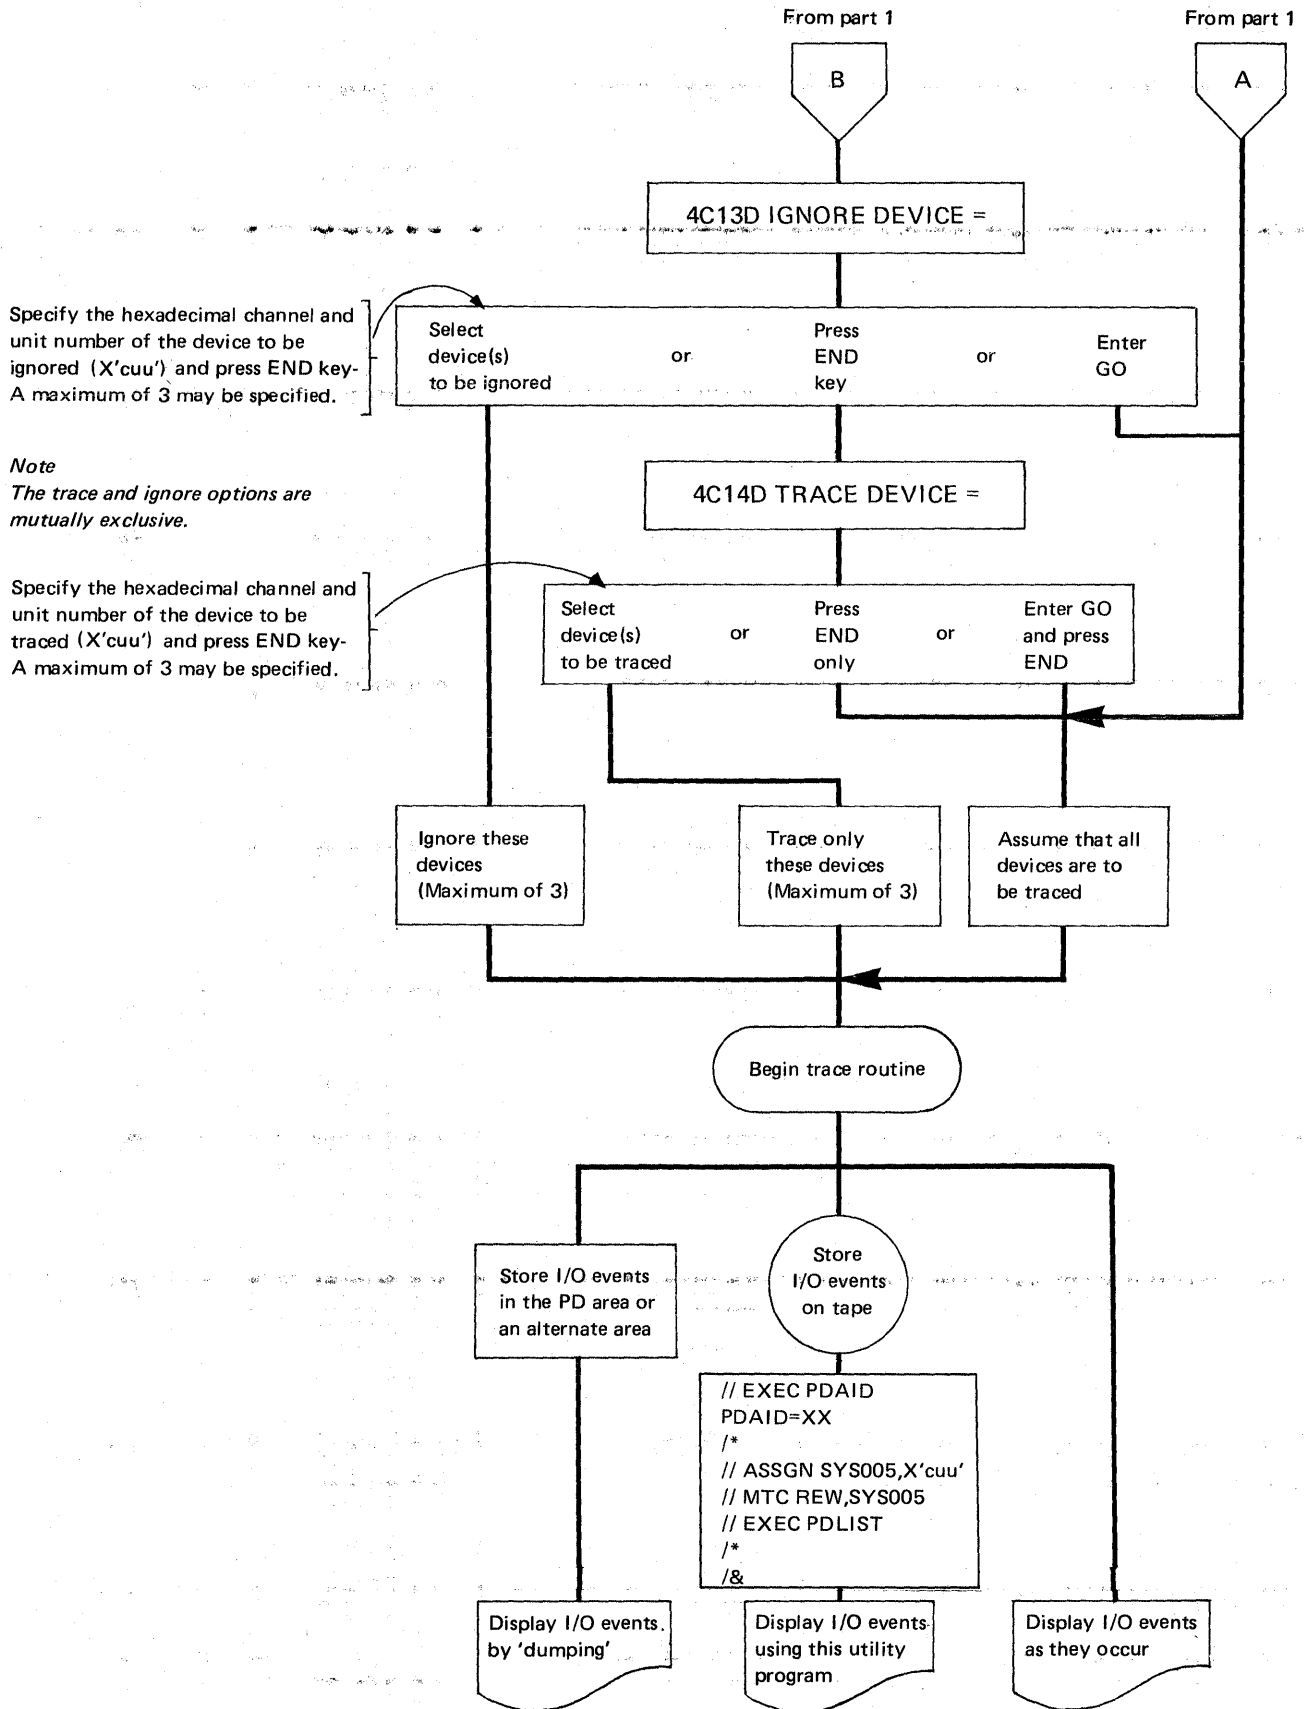 From part 1
From part 1
B
A
4C13D IGNORE DEVICE =
Specify the hexadecimal channel and
unit number of the device to be
ignored (X'cuu') and press END key-
A maximum of 3 may be specified.
Select
device(s)
to be ignored
or
Press
END
key
or
Enter
GO
Note
The trace and ignore options are
mutually exclusive.
4C14D TRACE DEVICE =
Specify the hexadecimal channel and
unit number of the device to be
traced (X'cuu') and press END key-
A maximum of 3 may be specified.
Select
device(s)
to be traced
or
Press
END
only
or
Enter GO
and press
END
Ignore these
devices
(Maximum of 3)
Trace only
these devices
(Maximum of 3)
Assume that all
devices are to
be traced
Begin trace routine
Store I/O events
in the PD area or
an alternate area
Store
I/O events
on tape
// EXEC PDAID
PDAID=XX
/*
// ASSGN SYS005,X'cuu'
// MTC REW,SYS005
// EXEC PDLIST
/*
/&
Display I/O events
by 'dumping'
Display I/O events
using this utility
program
Display I/O events
as they occur